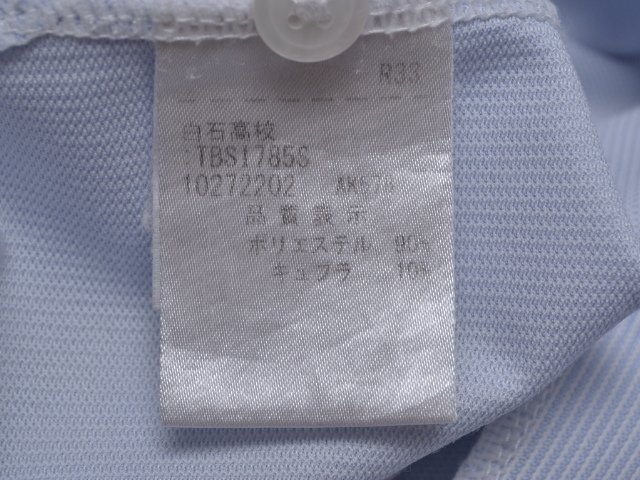 R33
白石高校
:TBS1785S
10272202
品質表示
ポリエステル 90%
キュプラ 10%